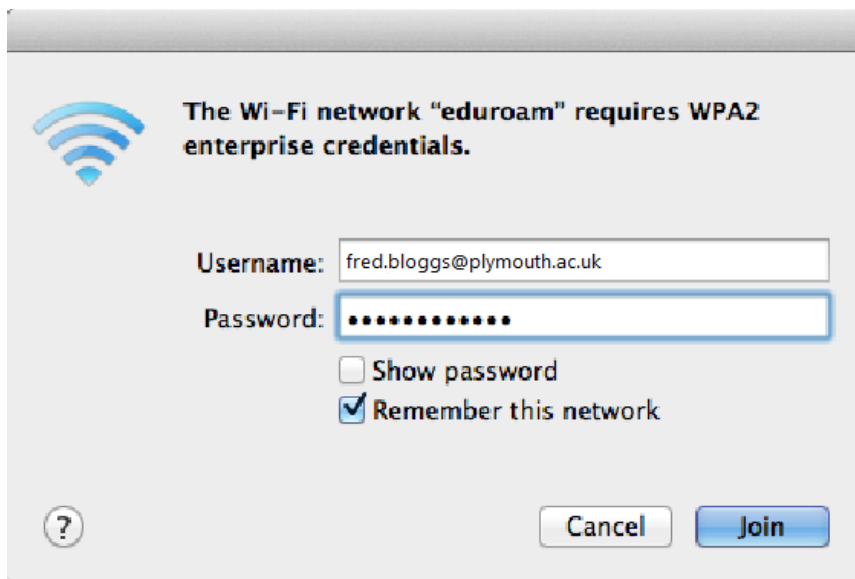 The Wi-Fi network “eduroam” requires WPA2
enterprise credentials.
Username: fred.bloggs@plymouth.ac.uk
Password: ••••••••••••
Show password
Remember this network
? Cancel Join